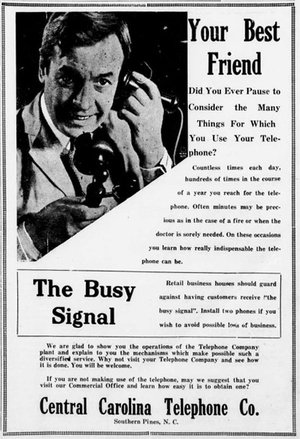 Your Best
Friend
Did You Ever Pause to
Consider the Many
Things For Which
You Use Your Tele-
phone?
Countless times each day,
hundreds of times in the course
of a year you reach for the tele-
phone. Often minutes may be prec-
ious as in the case of a fire or when the
doctor is sorely needed. On these occasions
you learn how really indispensable the tele-
phone can be.
The Busy
Signal
Retail business houses should guard
against having customers receive "the
busy signal". Install two phones if you
wish to avoid possible loss of business.
We are glad to show you the operations of the Telephone Company
plant and explain to you the mechanisms which make possible such a
diversified service. Why not visit your Telephone Company and see how
it is done. You will be welcome.
If you are not making use of the telephone, may we suggest that you
visit our Commercial Office and learn how easy it is to obtain one?
Central Carolina Telephone Co.
Southern Pines, N. C.